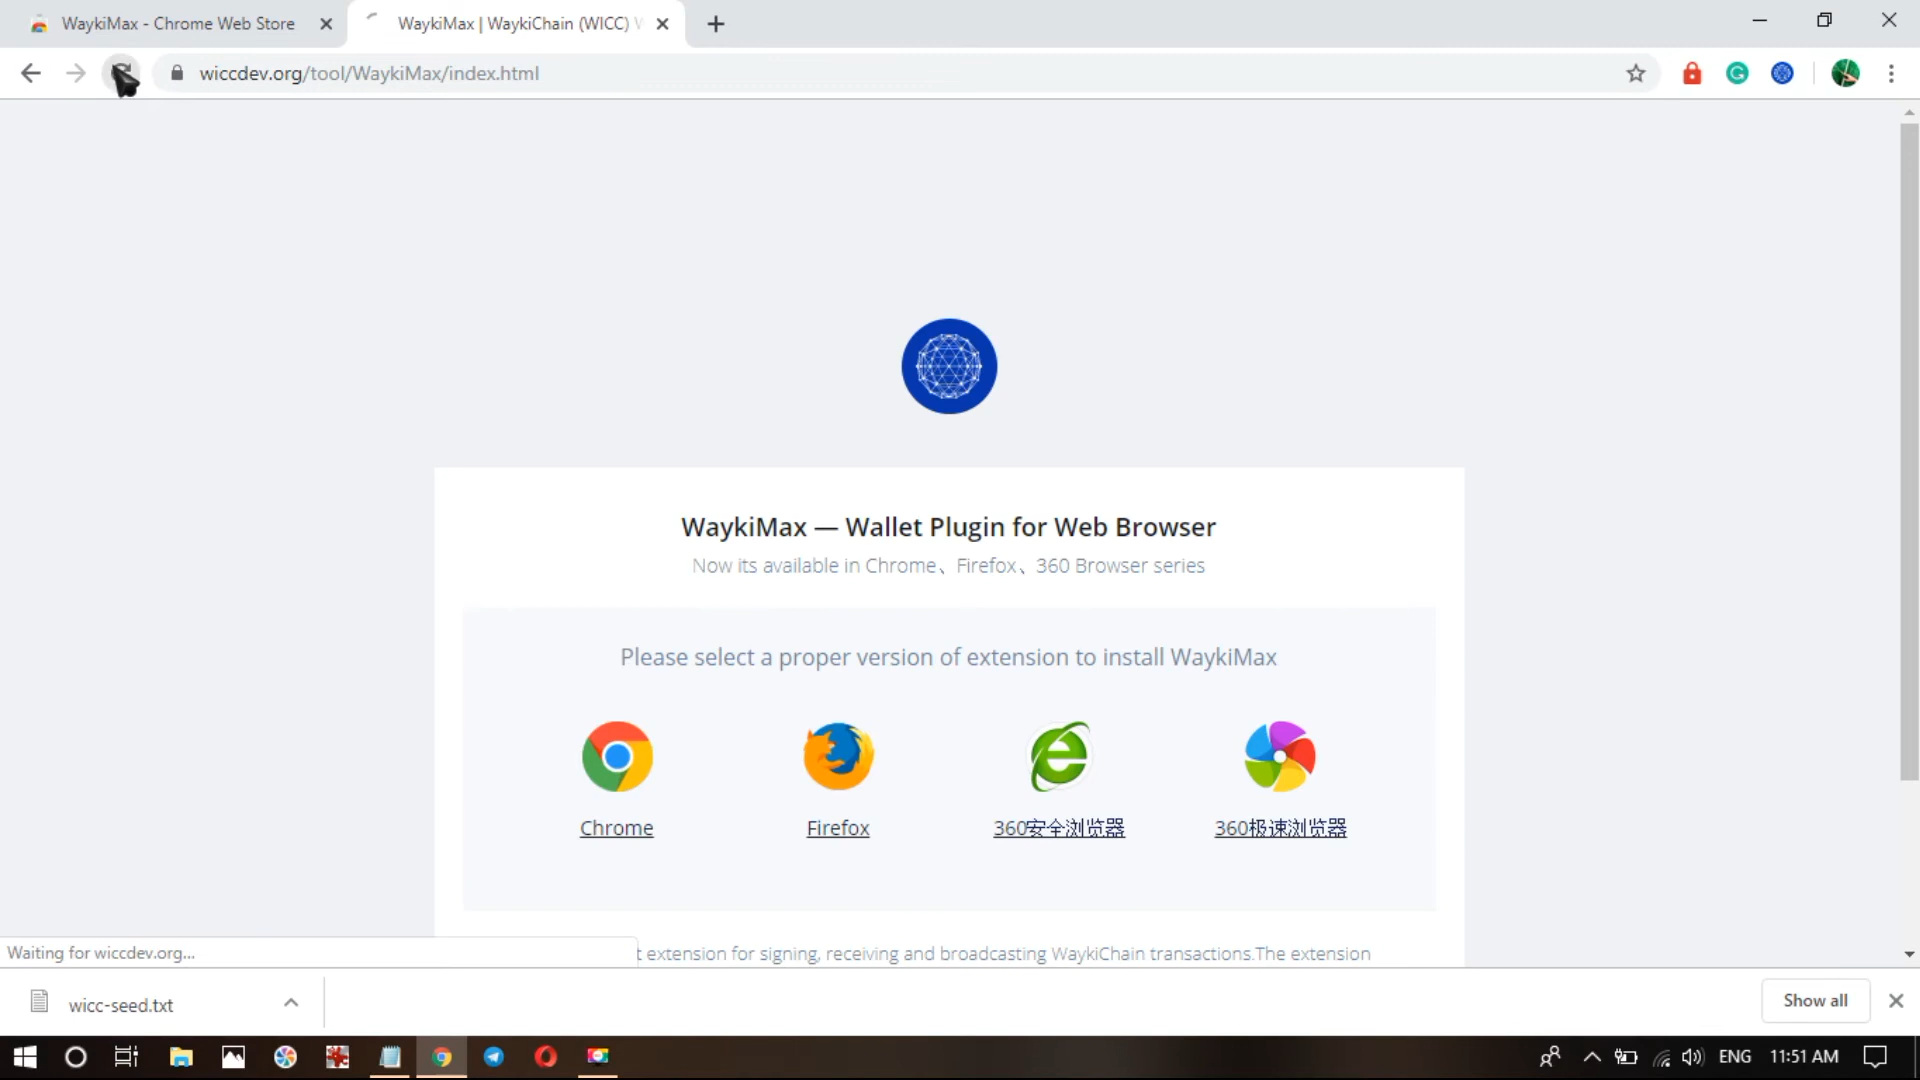 WaykiMax - Chrome Web Store
WaykiMax | WaykiChain (WICC)
wiccdev.org/tool/WaykiMax/index.html
WaykiMax — Wallet Plugin for Web Browser
Now its available in Chrome、Firefox、360 Browser series
Please select a proper version of extension to install WaykiMax
Chrome
Firefox
360安全浏览器
360极速浏览器
Waiting for wiccdev.org...
extension for signing, receiving and broadcasting WaykiChain transactions.The extension
wicc-seed.txt
Show all
ENG
11:51 AM